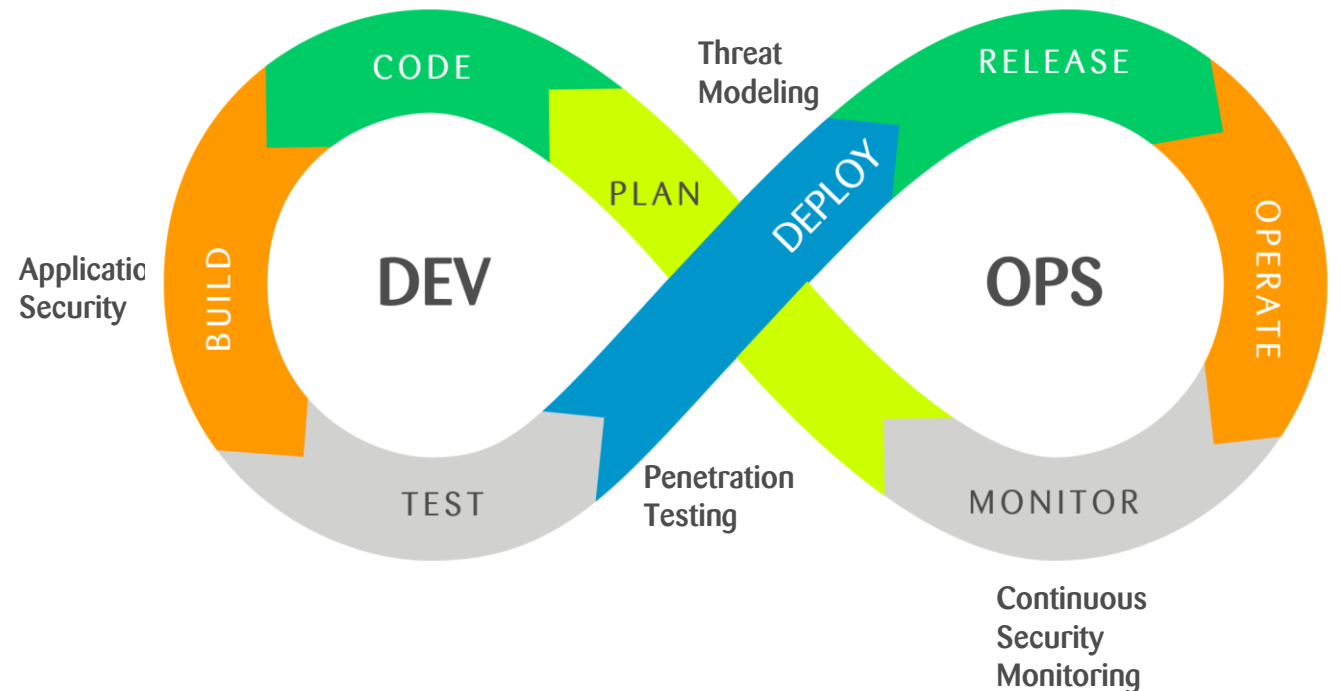 CODE
Threat
Modeling
RELEASE
PLAN
DEPLOY
OPERATE
Applicatio
Security
BUILD
DEV
OPS
TEST
Penetration
Testing
MONITOR
Continuous
Security
Monitoring